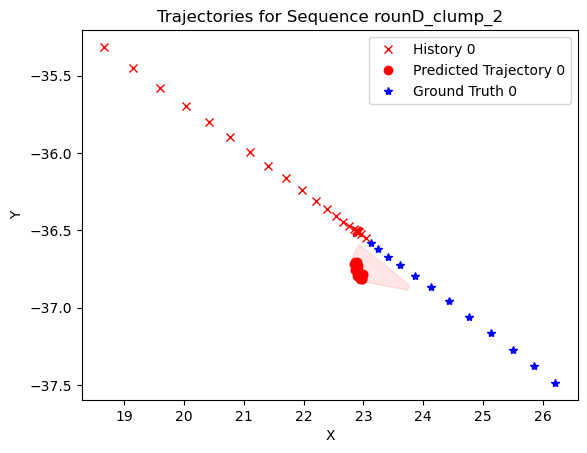 Trajectories for Sequence rounD_clump_2
History 0
Predicted Trajectory 0
Ground Truth 0
−35.5
−36.0
−36.5
−37.0
−37.5
Y
19 20 21 22 23 24 25 26
X